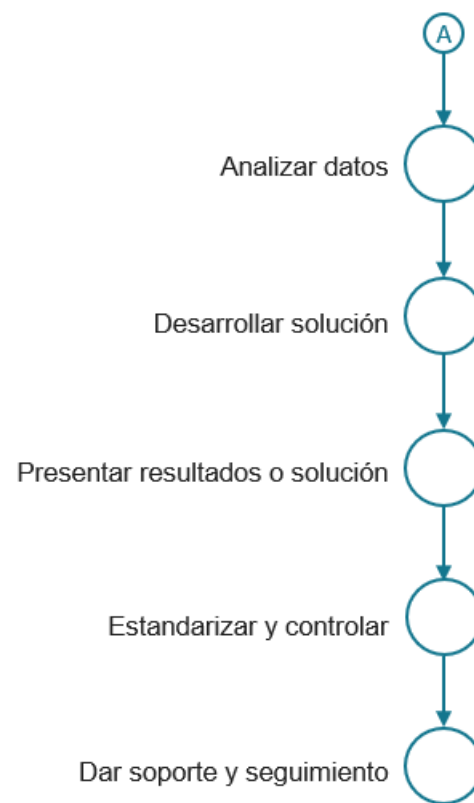 A
Analizar datos
Desarrollar solución
Presentar resultados o solución
Estandarizar y controlar
Dar soporte y seguimiento